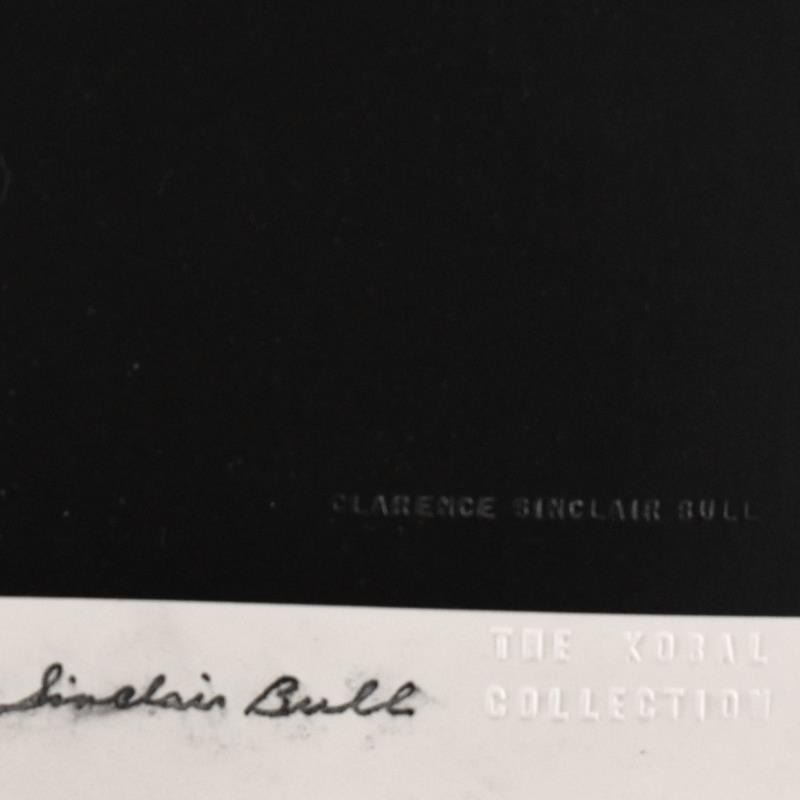 CLARENCE SINCLAIR BULL
Sinclair Bull
THE KOBAL
COLLECTION